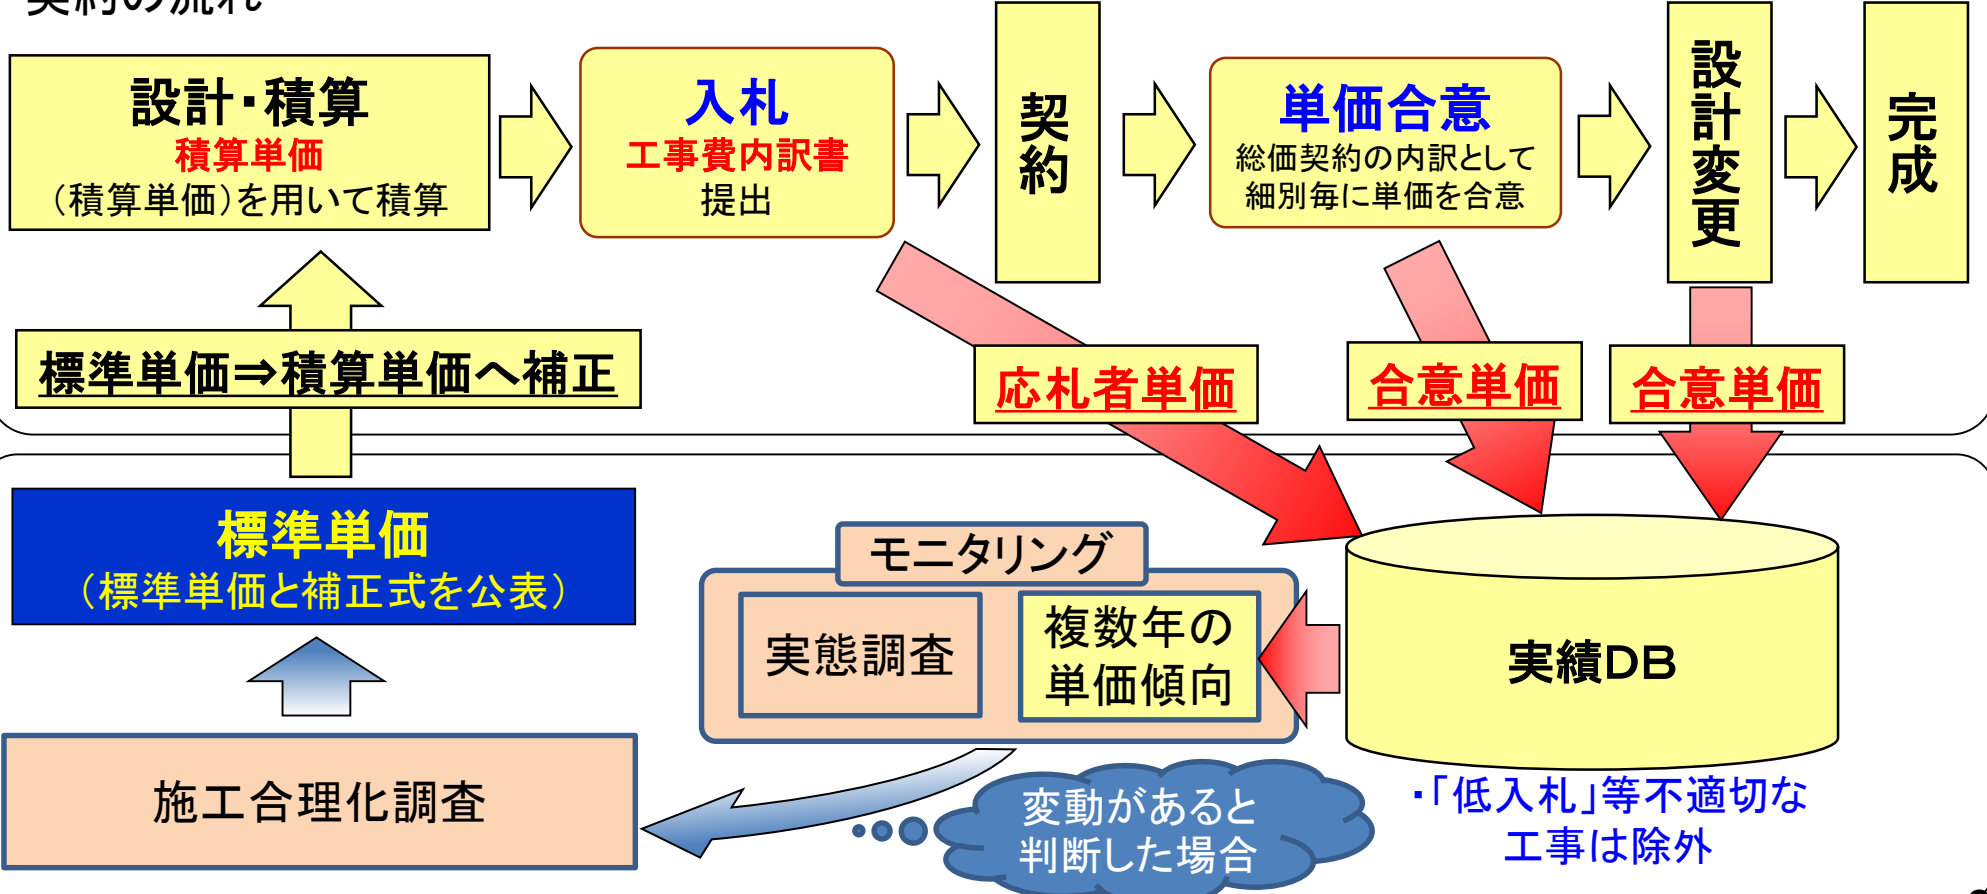 契約の流れ
設計・積算
積算単価
（積算単価）を用いて積算
入札
工事費内訳書
提出
契約
単価合意
総価契約の内訳として
細別毎に単価を合意
設計変更
完成
標準単価⇒積算単価へ補正
応札者単価
合意単価
合意単価
標準単価
（標準単価と補正式を公表）
モニタリング
実態調査
複数年の
単価傾向
実績DB
施工合理化調査
変動があると
判断した場合
・「低入札」等不適切な
工事は除外